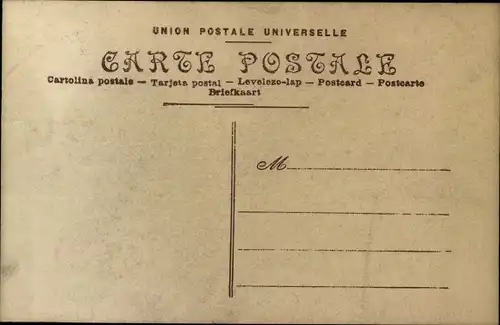 UNION POSTALE UNIVERSELLE
CARTE POSTALE
Cartolina postale — Tarjeta postal — Levelezo-lap — Postcard — Postcarte
Briefkaart
M